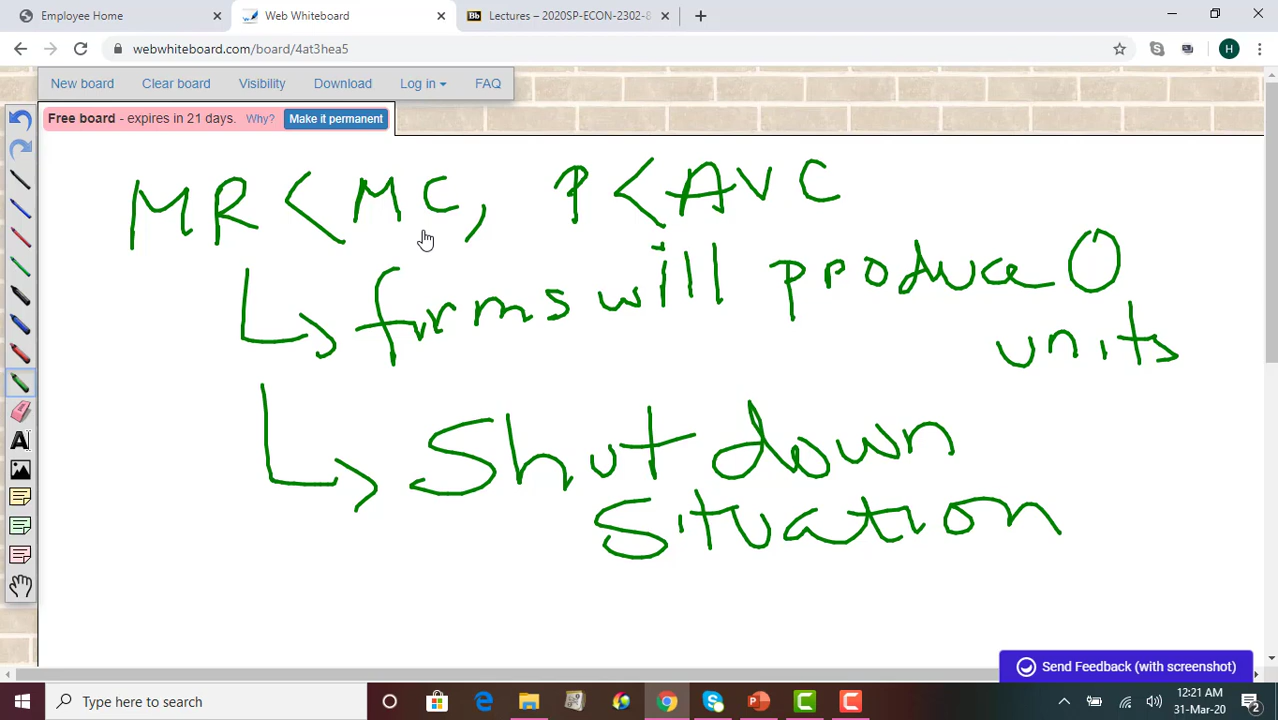 Employee Home
Web Whiteboard
Lectures – 2020SP-ECON-2302-8
webwhiteboard.com/board/4at3hea5
H
New board Clear board Visibility Download Log in FAQ
Free board - expires in 21 days. Why? Make it permanent
MR < MC, P < AVC
firms will produce 0
units
Shutdown
Situation
A
Send Feedback (with screenshot)
Type here to search
12:21 AM
31-Mar-20
2